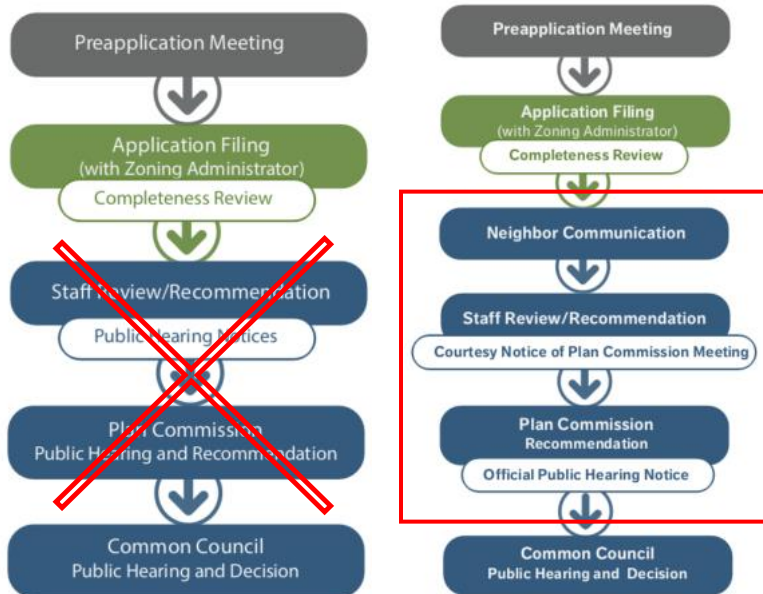 Preapplication Meeting
Application Filing
(with Zoning Administrator)
Completeness Review
Staff Review/Recommendation
Public Hearing Notices
Plan Commission
Public Hearing and Recommendation
Common Council
Public Hearing and Decision
Preapplication Meeting
Application Filing
(with Zoning Administrator)
Completeness Review
Neighbor Communication
Staff Review/Recommendation
Courtesy Notice of Plan Commission Meeting
Plan Commission
Recommendation
Official Public Hearing Notice
Common Council
Public Hearing and Decision